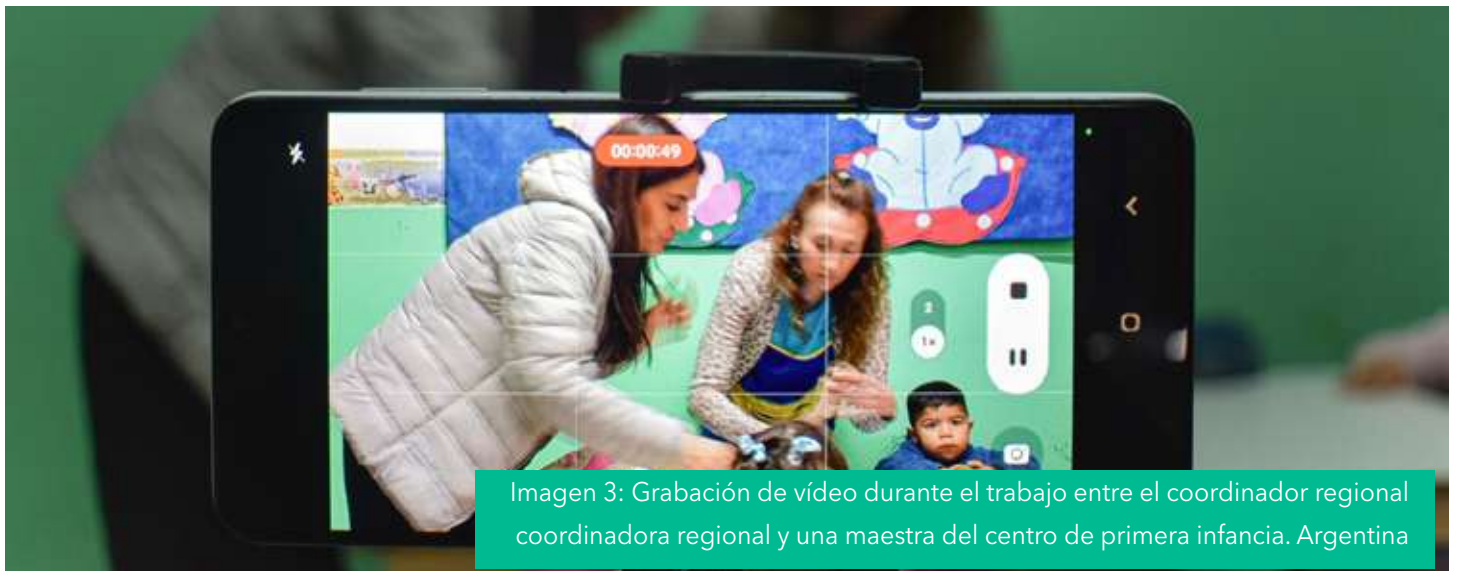 00:00:49
2
1x
Imagen 3: Grabación de vídeo durante el trabajo entre el coordinador regional
coordinadora regional y una maestra del centro de primera infancia. Argentina